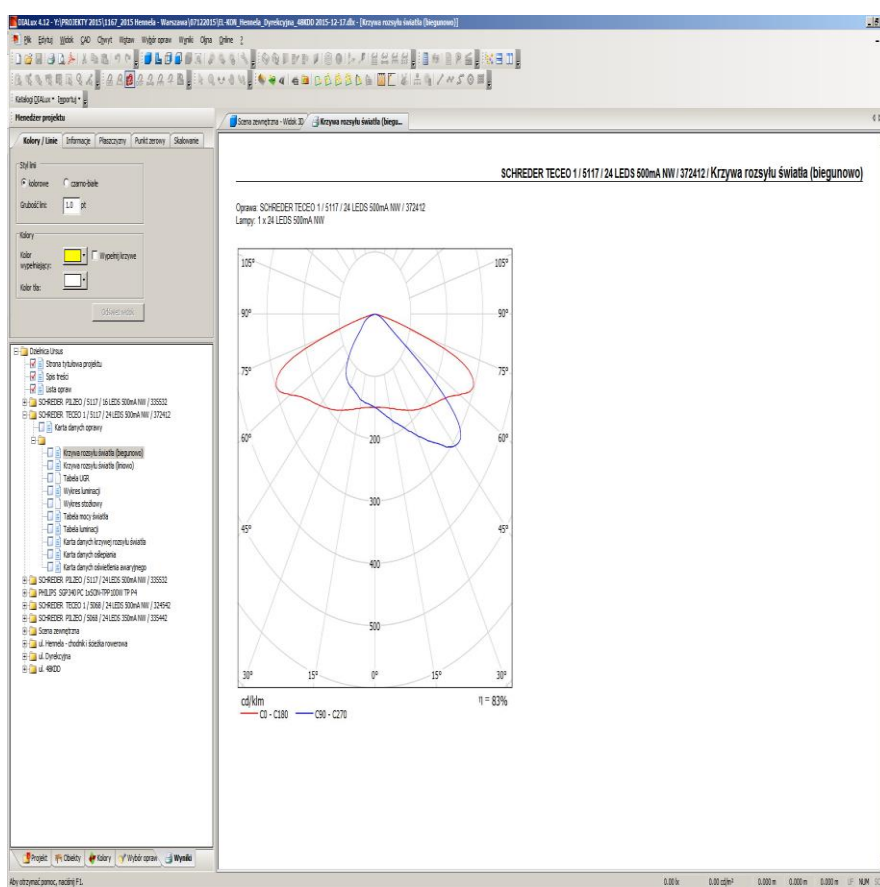 DIALux 4.12 - Y:\PROJEKTY 2015\1167_2015 Hennela - Warszawa\07122015\EL-KON_Hennela_Dyrekcyjna_48KDD 2015-12-17.dlx - [Krzywa rozsyłu światła (biegunowo)]
Plik Edytuj Widok CAD Chwyt Wstaw Wybór opraw Wyniki Okna Online ?
Katalogi DIALux Importuj
Menedżer projektu
Scena zewnętrzna - Widok 3D Krzywa rozsyłu światła (biegu...
Kolory / Linie Informacje Płaszczyzny Punkt zerowy Skalowanie
Styl linii
kolorowe czarno-białe
Grubość linii: 1.0 pt
Kolory
Kolor wypełniający: Wypełnij krzywe
Kolor tła:
Odśwież widok
SCHREDER TECEO 1 / 5117 / 24 LEDS 500mA NW / 372412 / Krzywa rozsyłu światła (biegunowo)
Oprawa: SCHREDER TECEO 1 / 5117 / 24 LEDS 500mA NW / 372412
Lampy: 1 x 24 LEDS 500mA NW
105° 105°
90° 90°
75° 75°
60° 200 60°
300
45° 45°
400
500
30° 15° 0° 15° 30°
cd/klm η = 83%
C0 - C180 C90 - C270
Dzielnica Ursus
Strona tytułowa projektu
Spis treści
Lista opraw
SCHREDER PILZEO / 5117 / 16 LEDS 500mA NW / 335532
SCHREDER TECEO 1 / 5117 / 24 LEDS 500mA NW / 372412
Karta danych oprawy
Krzywa rozsyłu światła (biegunowo)
Krzywa rozsyłu światła (liniowo)
Tabela UGR
Wykres luminacji
Wykres stożkowy
Tabela mocy światła
Tabela luminacji
Karta danych krzywej rozsyłu światła
Karta danych oślepiania
Karta danych oświetlenia awaryjnego
SCHREDER PILZEO / 5117 / 24 LEDS 500mA NW / 335532
PHILIPS SGP340 PC 1xSON-TPP100W TP P4
SCHREDER TECEO 1 / 5068 / 24 LEDS 500mA NW / 324542
SCHREDER PILZEO / 5068 / 24 LEDS 350mA NW / 335442
Scena zewnętrzna
ul. Hennela - chodnik i ścieżka rowerowa
ul. Dyrekcyjna
ul. 48KDD
Projekt Obiekty Kolory Wybór opraw Wyniki
Aby otrzymać pomoc, naciśnij F1. 0.00 lx 0.00 cd/m² 0.000 m 0.000 m 0.000 m NUM